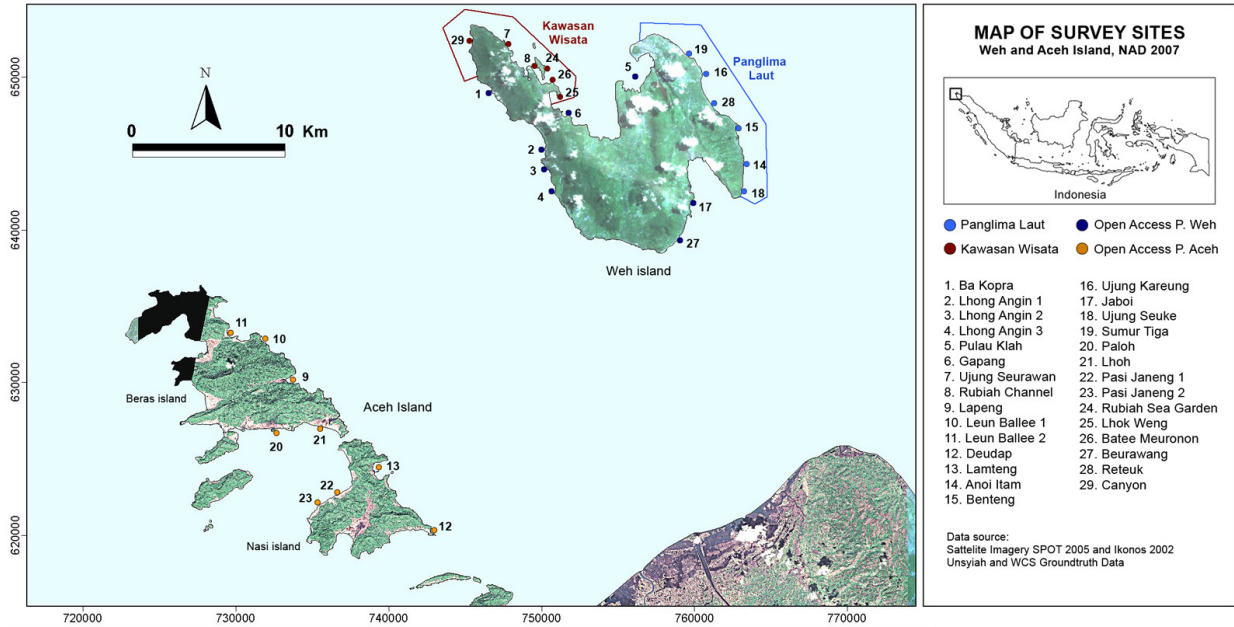 MAP OF SURVEY SITES
Weh and Aceh Island, NAD 2007
Indonesia
Panglima Laut
Open Access P. Weh
Kawasan Wisata
Open Access P. Aceh
1. Ba Kopra
2. Lhong Angin 1
3. Lhong Angin 2
4. Lhong Angin 3
5. Pulau Klah
6. Gapang
7. Ujung Seurawan
8. Rubiah Channel
9. Lapeng
10. Leun Ballee 1
11. Leun Ballee 2
12. Deudap
13. Lamteng
14. Anoi Itam
15. Benteng
16. Ujung Kareung
17. Jaboi
18. Ujung Seuke
19. Sumur Tiga
20. Paloh
21. Lhoh
22. Pasi Janeng 1
23. Pasi Janeng 2
24. Rubiah Sea Garden
25. Lhok Weng
26. Batee Meuronon
27. Beurawang
28. Reteuk
29. Canyon
Data source:
Sattelite Imagery SPOT 2005 and Ikonos 2002
Unsyiah and WCS Groundtruth Data
N
0 10 Km
Kawasan
Wisata
Panglima
Laut
29
7
8
24
26
25
1
6
5
19
16
28
15
14
18
2
3
4
17
27
Weh island
11
10
9
Beras island
Aceh Island
20
21
13
22
23
12
Nasi island
650000
640000
630000
620000
720000 730000 740000 750000 760000 770000